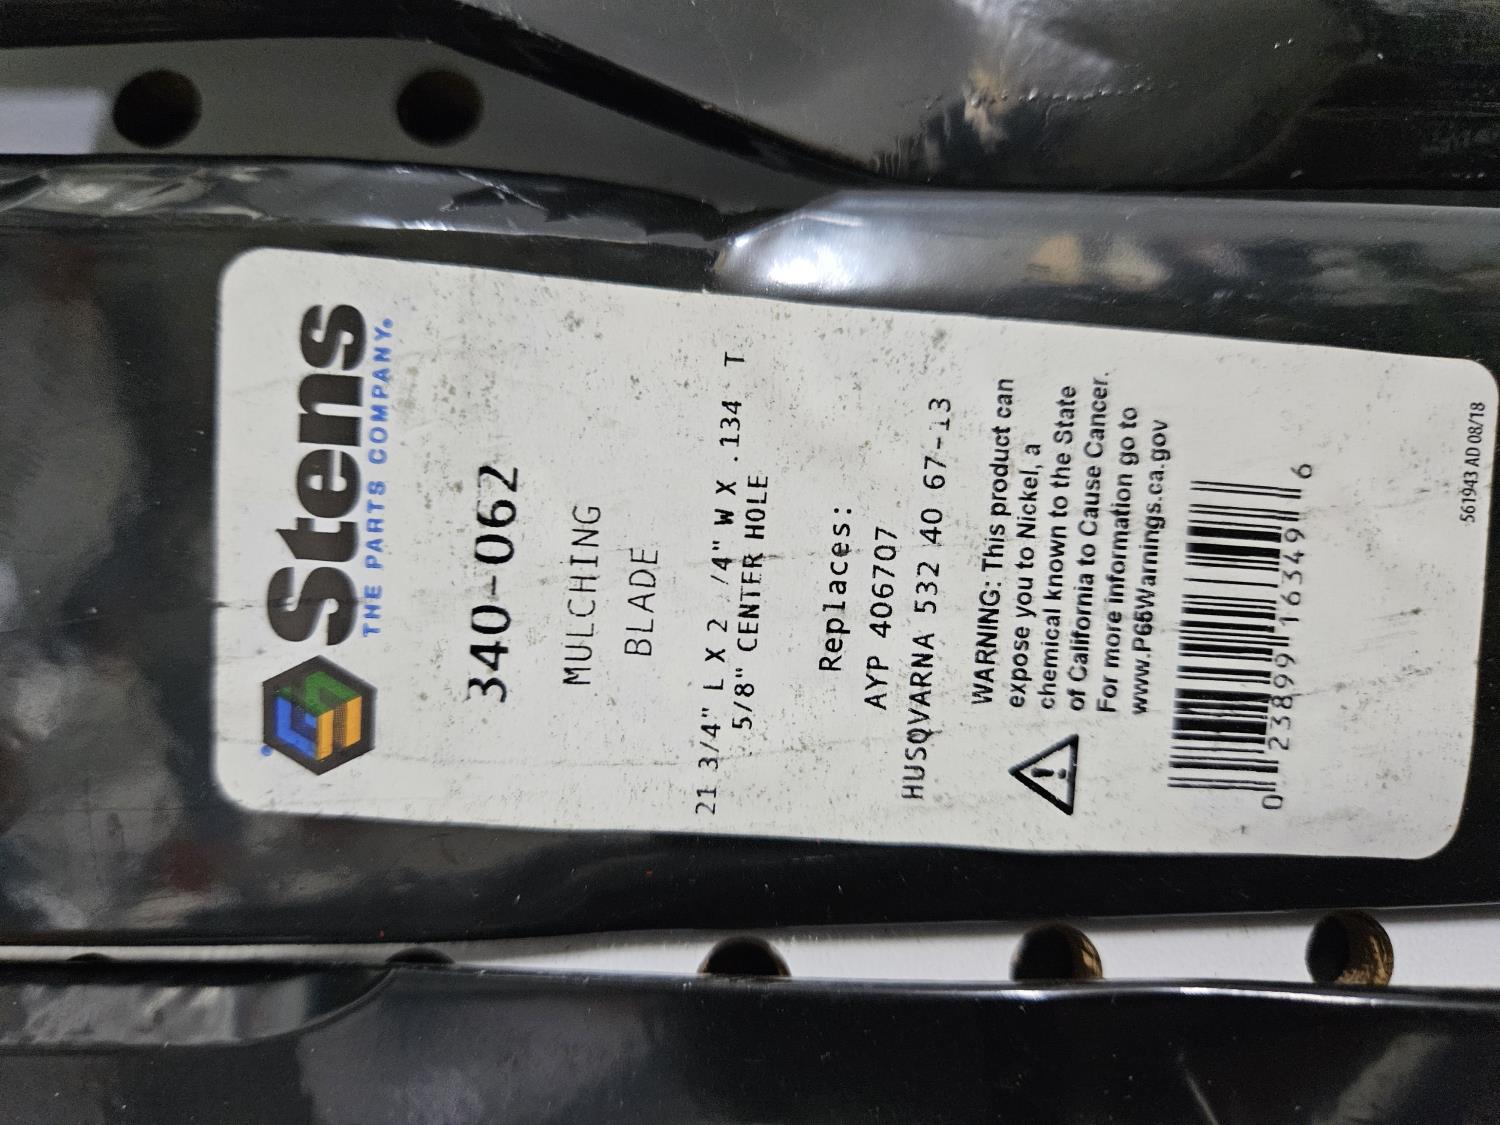 Stens
THE PARTS COMPANY®
340-062
MULCHING
BLADE
21 3/4" L X 2 /4" W X .134 T
5/8" CENTER HOLE
Replaces:
AYP 406707
HUSQVARNA 532 40 67-13
WARNING: This product can
expose you to Nickel, a
chemical known to the State
of California to Cause Cancer.
For more information go to
www.P65Warnings.ca.gov
0 23899 16349 6
561943 AD 08/18